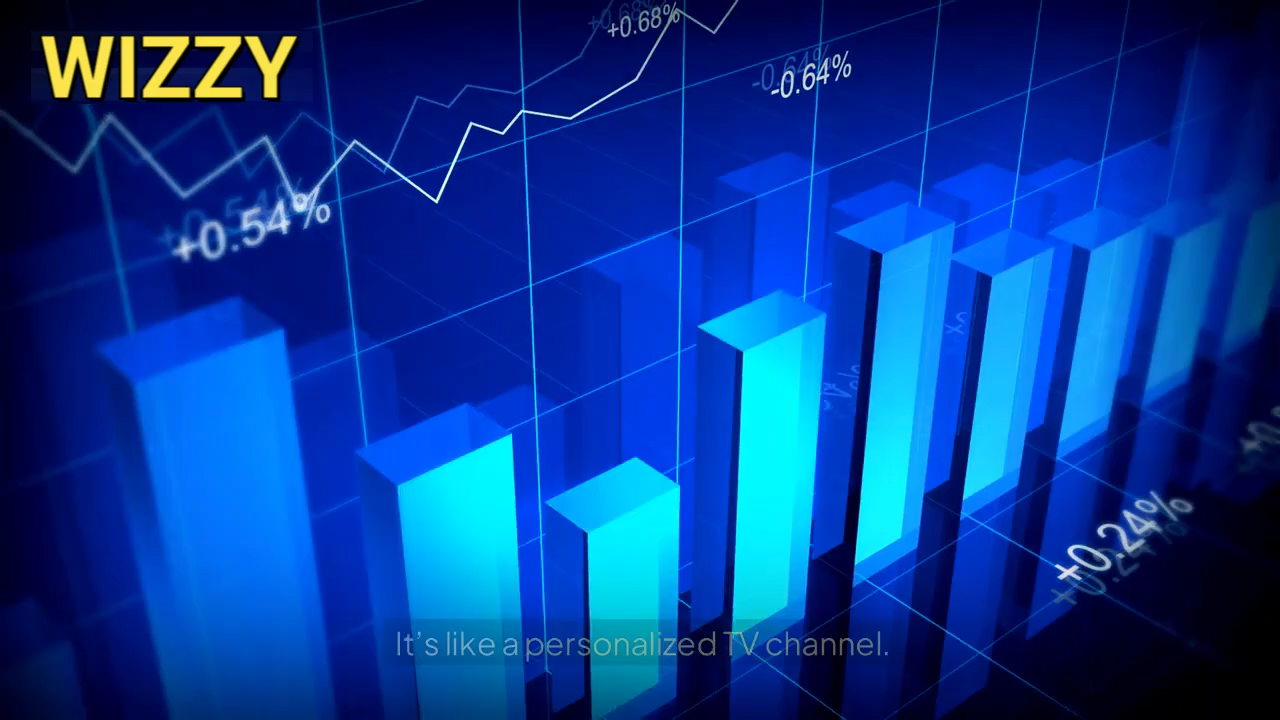 WIZZY
+0.68%
-0.64%
+0.54%
+0.24%
It's like a personalized TV channel.